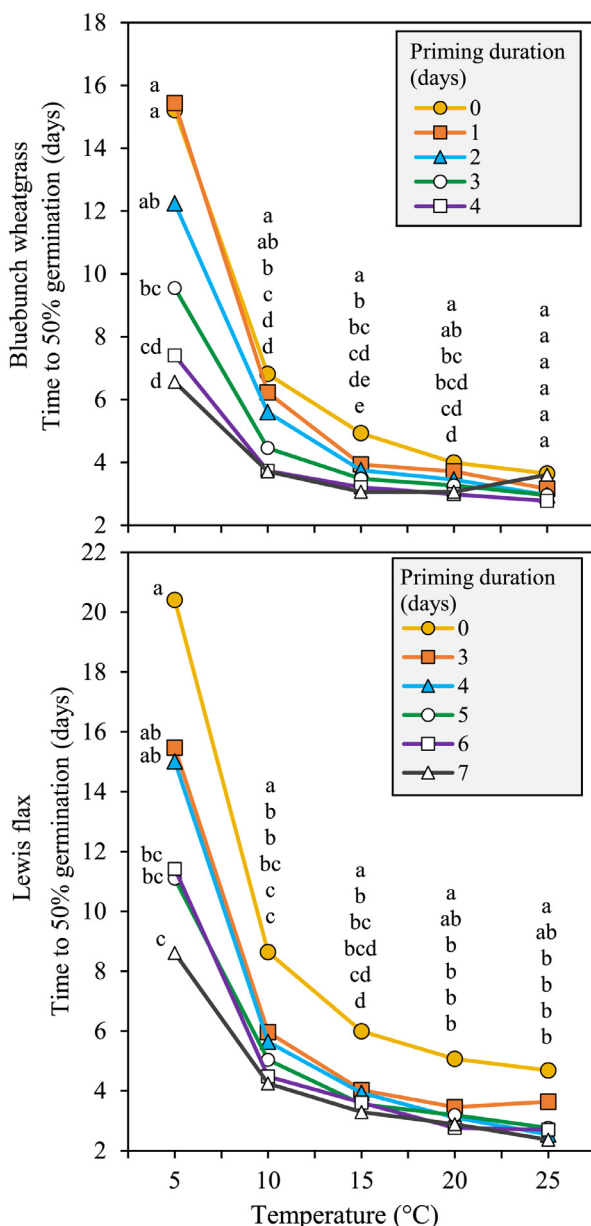 Bluebunch wheatgrass
Time to 50% germination (days)
18
16
14
12
10
8
6
4
2
Priming duration
(days)
0
1
2
3
4
a
a
ab
bc
cd
d
a
ab
b
c
d
d
a
b
bc
cd
de
e
a
ab
bc
bcd
cd
d
a
a
a
a
a
a
Lewis flax
Time to 50% germination (days)
22
20
18
16
14
12
10
8
6
4
2
Priming duration
(days)
0
3
4
5
6
7
a
ab
ab
bc
bc
c
a
b
b
bc
c
c
a
b
bc
bcd
cd
d
a
ab
b
b
b
b
a
ab
b
b
b
b
5
10
15
20
25
Temperature (°C)